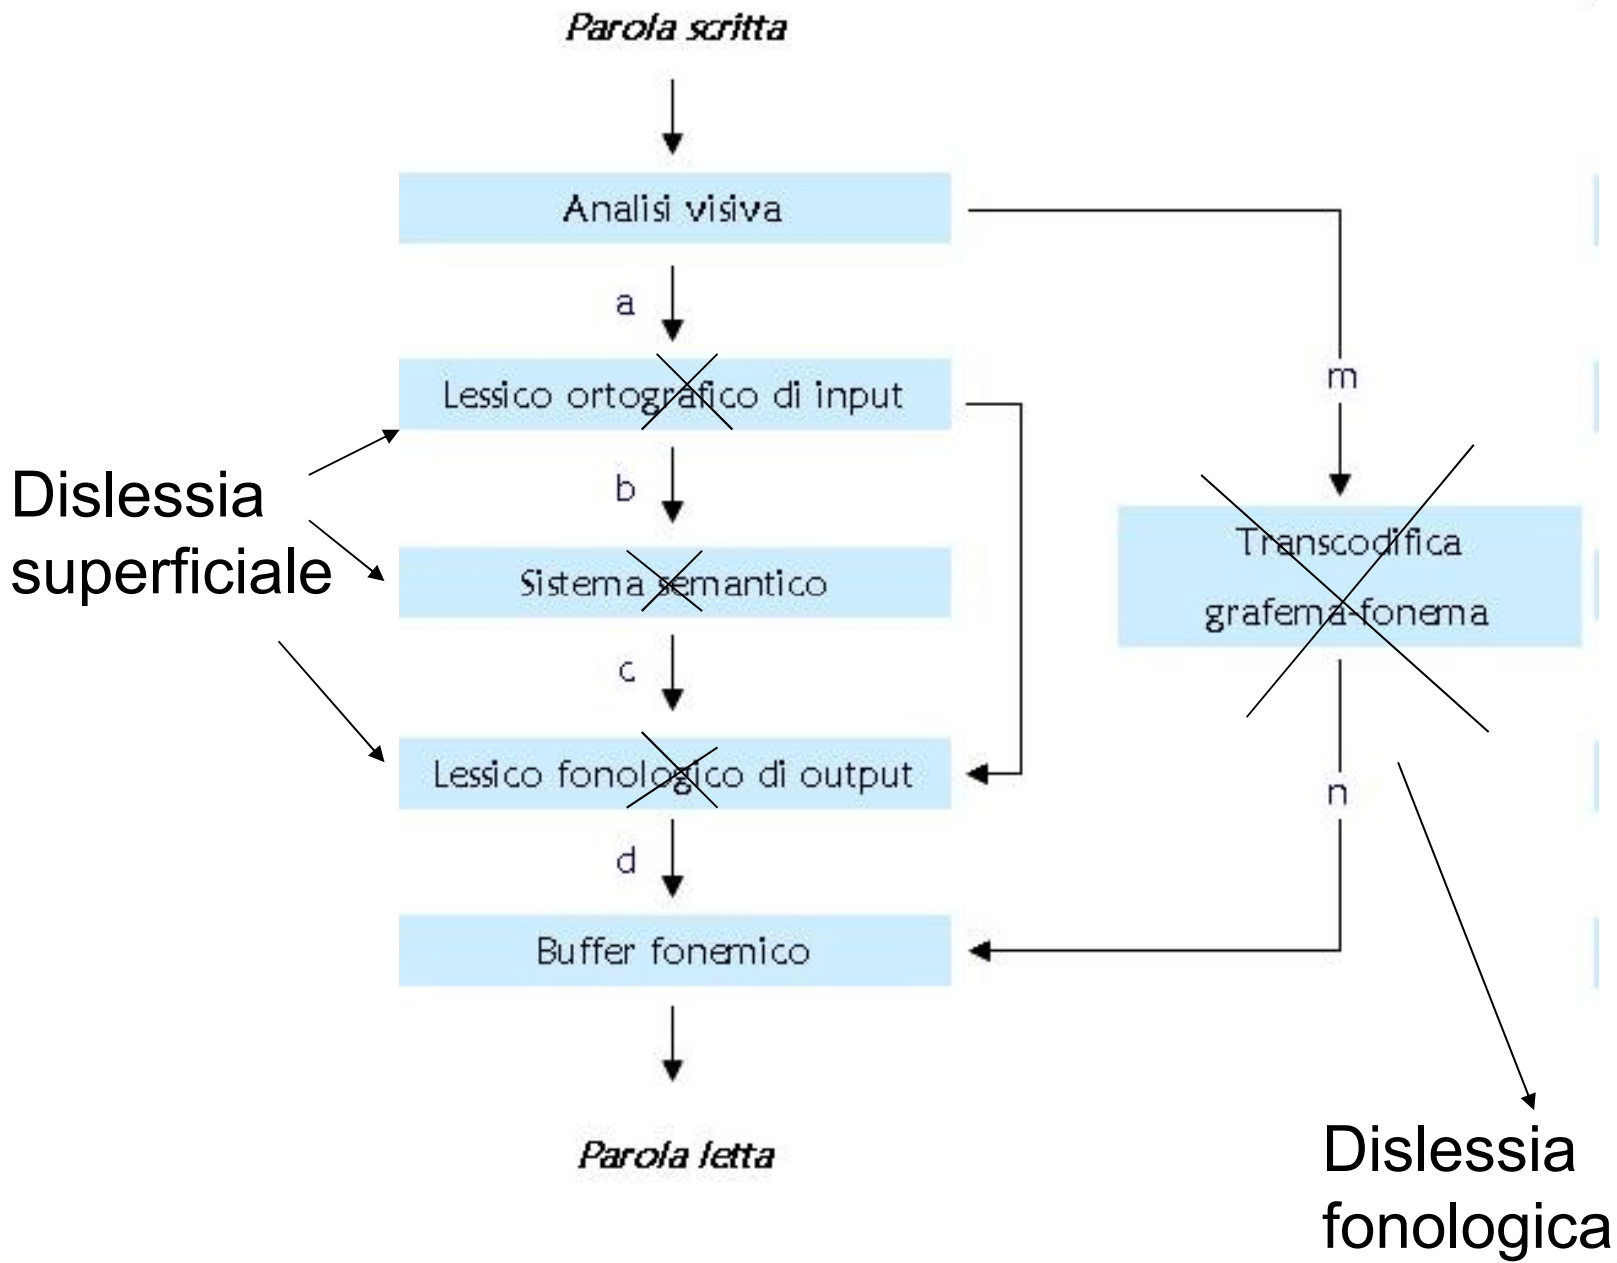 Parola scritta
Analisi visiva
a
Lessico ortografico di input
m
Dislessia
superficiale
b
Sistema semantico
Transcodifica
grafema-fonema
c
Lessico fonologico di output
n
d
Buffer fonemico
Parola letta
Dislessia
fonologica